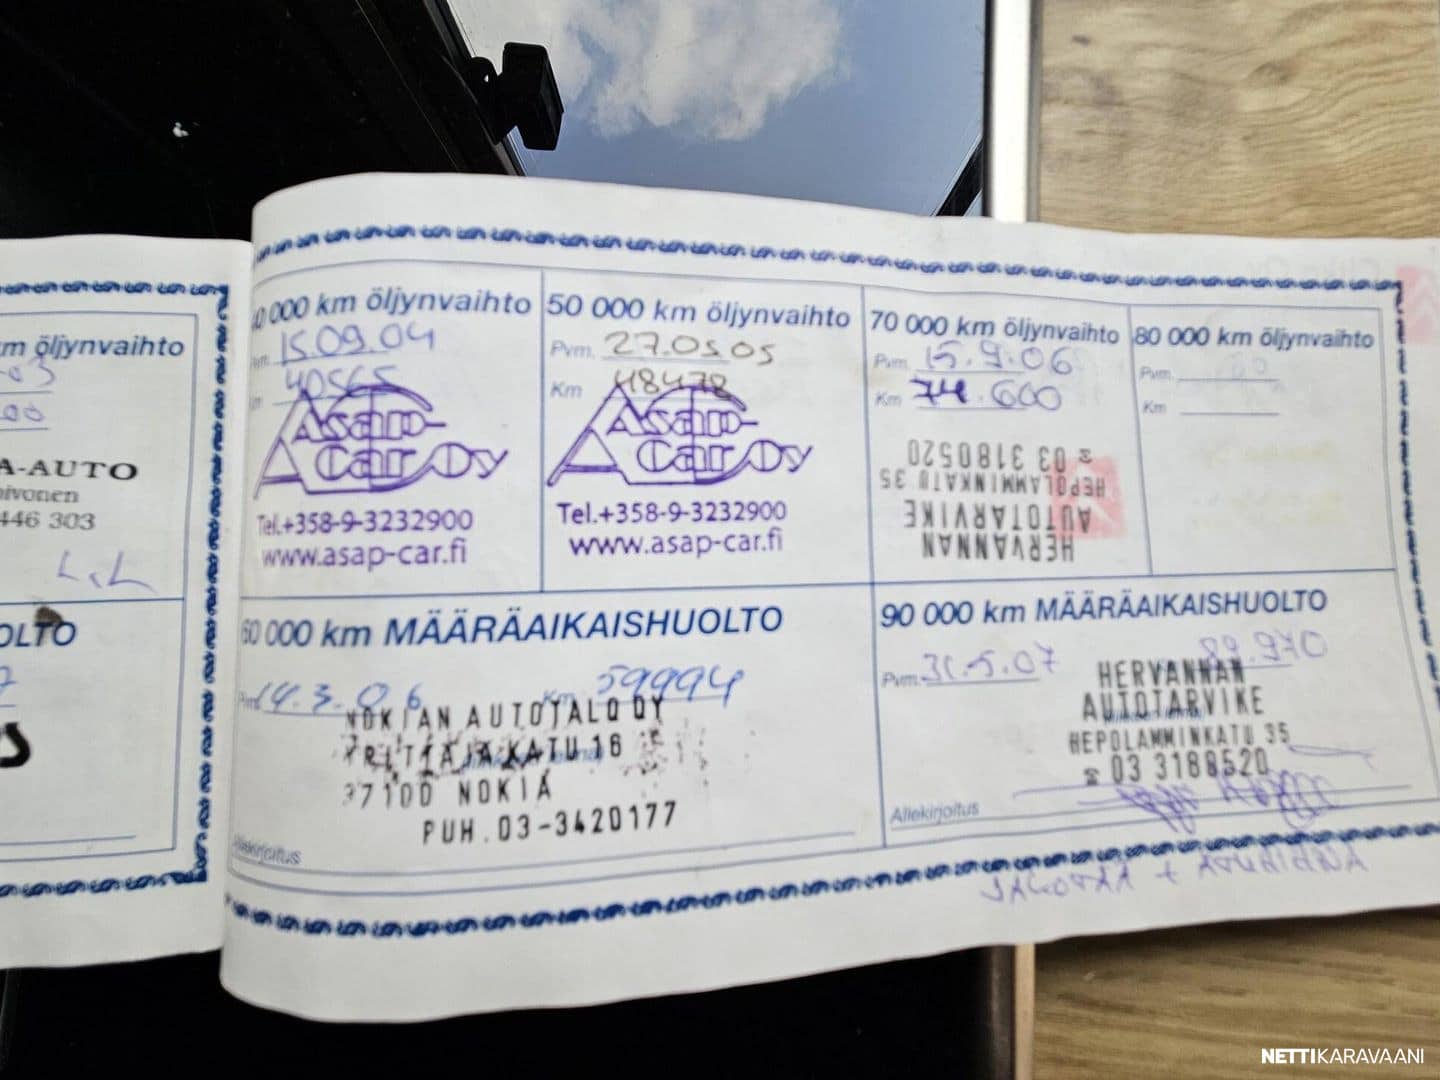 m öljynvaihto
A-AUTO
446 303
L.L
OLTO
40 000 km öljynvaihto
Pvm. 15.09.04
40565
Asap-
Car Oy
Tel.+358-9-3232900
www.asap-car.fi
50 000 km öljynvaihto
Pvm. 27.05.05
Km 48478
Asap-
Car Oy
Tel.+358-9-3232900
www.asap-car.fi
70 000 km öljynvaihto
Pvm. 15.9.06
Km 74.600
HERVANNAN
AUTOTARVIKE
HEPOLAMMINKATU 35
☎ 03 3180520
80 000 km öljynvaihto
Pvm.
Km
60 000 km MÄÄRÄAIKAISHUOLTO
Pvm. 14.3.06 Km 59994
NOKIAN AUTOTALO OY
YRITTÄJÄKATU 16
37100 NOKIA
PUH.03-3420177
Allekirjoitus
90 000 km MÄÄRÄAIKAISHUOLTO
Pvm. 31.5.07 89.970
HERVANNAN
AUTOTARVIKE
HEPOLAMMINKATU 35
☎ 03 3180520
Allekirjoitus
NETTIKARAVAANI